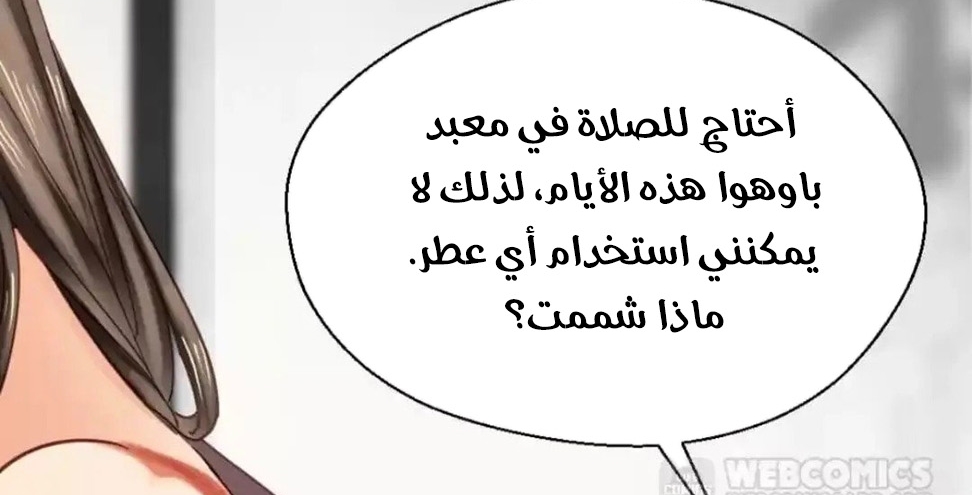 أحتاج للصلاة في معبد
باوهوا هذه الأيام، لذلك لا
يمكنني استخدام أي عطر.
ماذا شممت؟
WEBCOMICS